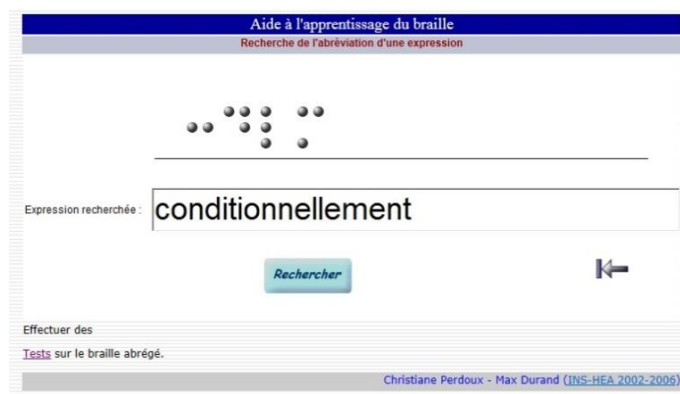 Aide à l'apprentissage du braille
Recherche de l'abrèviation d'une expression
⠒⠙⠇⠍
Expression recherchée : conditionnellement
Rechercher
Effectuer des
Tests sur le braille abrégé.
Christiane Perdoux - Max Durand (INS-HEA 2002-2006)